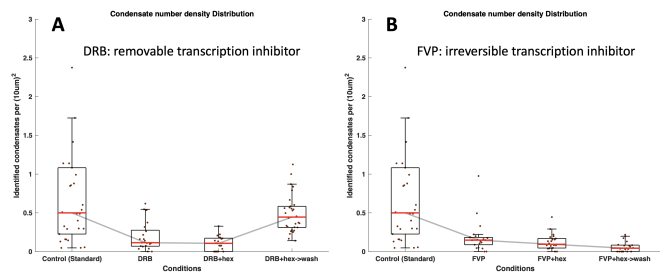 Condensate number density Distribution
A
DRB: removable transcription inhibitor
Identified condensates per (10um)²
3
2.5
2
1.5
1
0.5
0
Control (Standard) DRB DRB+hex DRB+hex->wash
Conditions
Condensate number density Distribution
B
FVP: irreversible transcription inhibitor
Identified condensates per (10um)²
3
2.5
2
1.5
1
0.5
0
Control (Standard) FVP FVP+hex FVP+hex->wash
Conditions